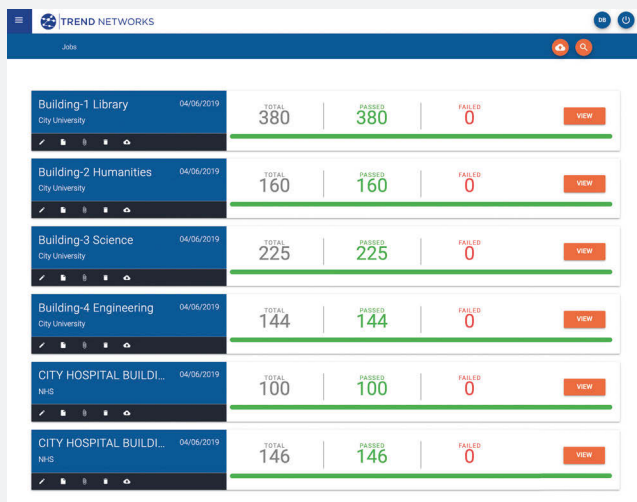 TREND NETWORKS
DB
Jobs
Building-1 Library 04/06/2019
City University
TOTAL PASSED FAILED
380 380 0
VIEW
Building-2 Humanities 04/06/2019
City University
TOTAL PASSED FAILED
160 160 0
VIEW
Building-3 Science 04/06/2019
City University
TOTAL PASSED FAILED
225 225 0
VIEW
Building-4 Engineering 04/06/2019
City University
TOTAL PASSED FAILED
144 144 0
VIEW
CITY HOSPITAL BUILDI... 04/06/2019
NHS
TOTAL PASSED FAILED
100 100 0
VIEW
CITY HOSPITAL BUILDI... 04/06/2019
NHS
TOTAL PASSED FAILED
146 146 0
VIEW